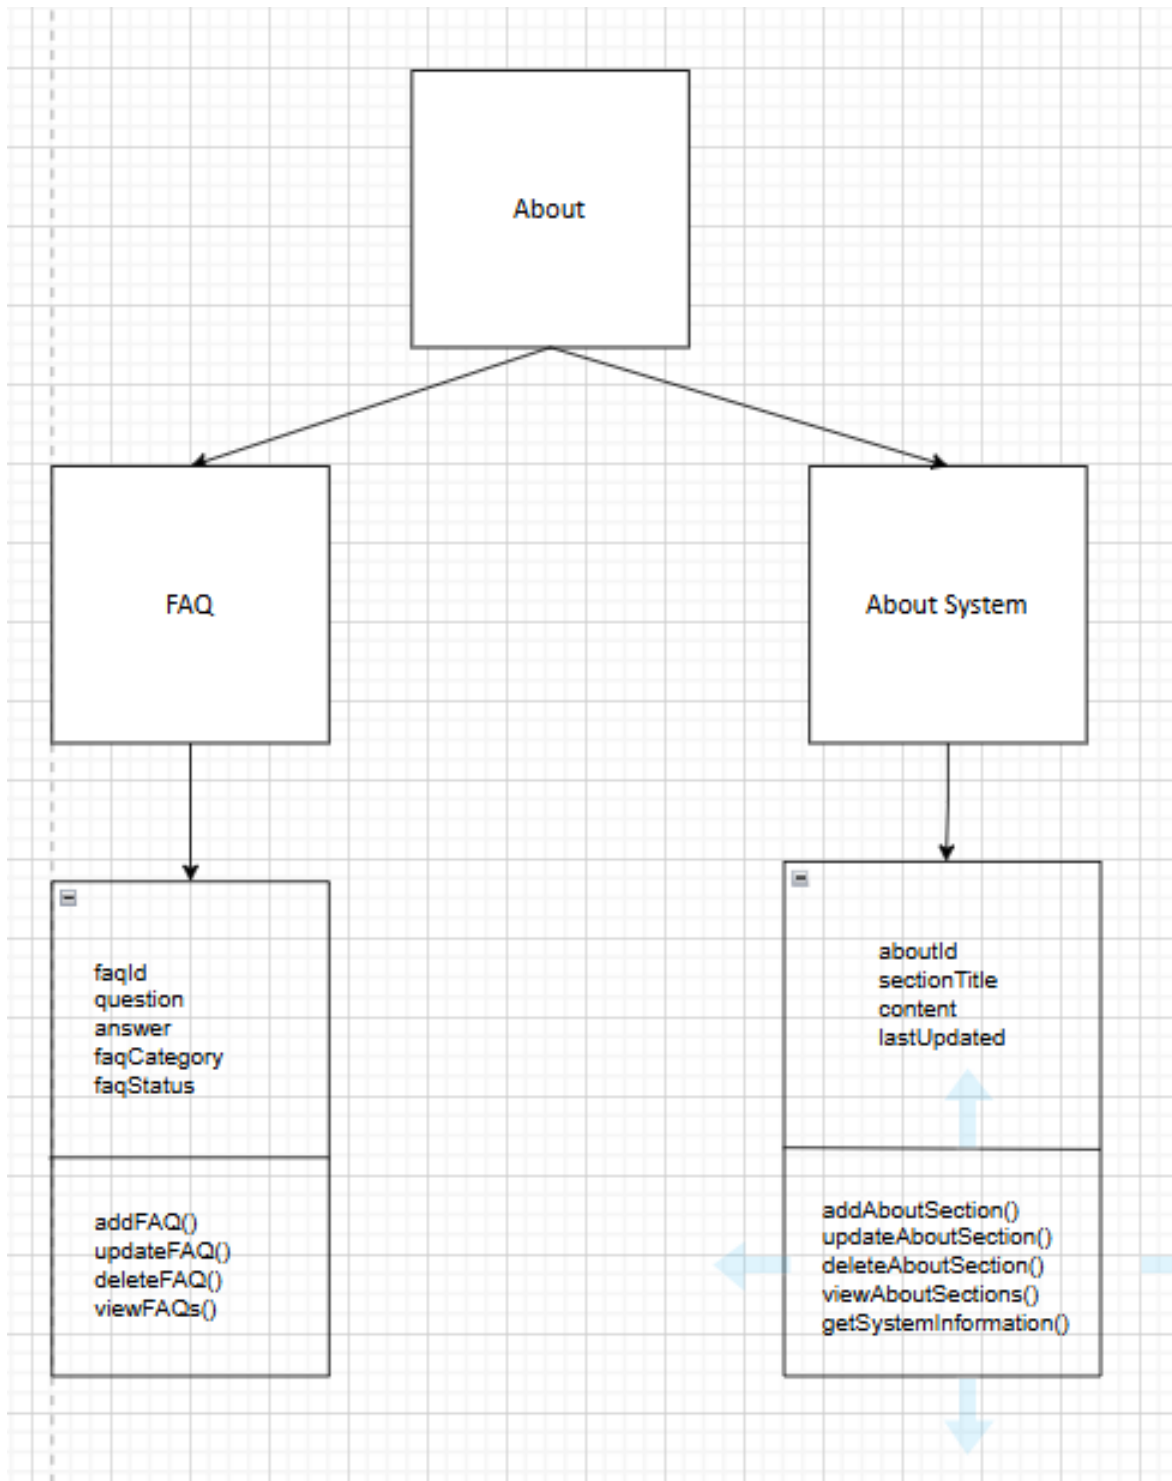 About
FAQ
About System
faqId
question
answer
faqCategory
faqStatus
addFAQ()
updateFAQ()
deleteFAQ()
viewFAQs()
aboutId
sectionTitle
content
lastUpdated
addAboutSection()
updateAboutSection()
deleteAboutSection()
viewAboutSections()
getSystemInformation()